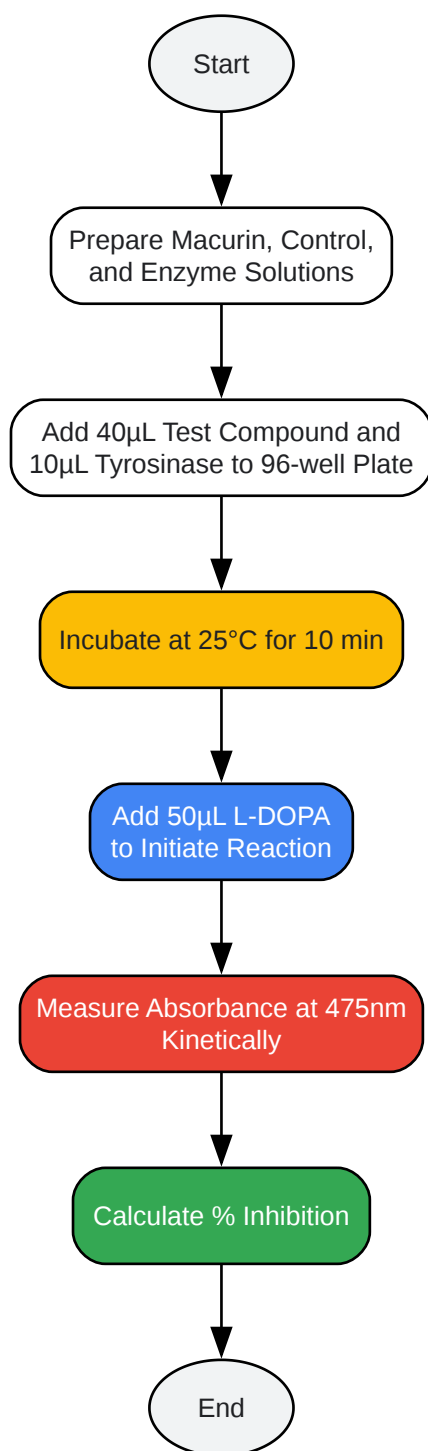 Start
Prepare Macurin, Control,
and Enzyme Solutions
Add 40µL Test Compound and
10µL Tyrosinase to 96-well Plate
Incubate at 25°C for 10 min
Add 50µL L-DOPA
to Initiate Reaction
Measure Absorbance at 475nm
Kinetically
Calculate % Inhibition
End